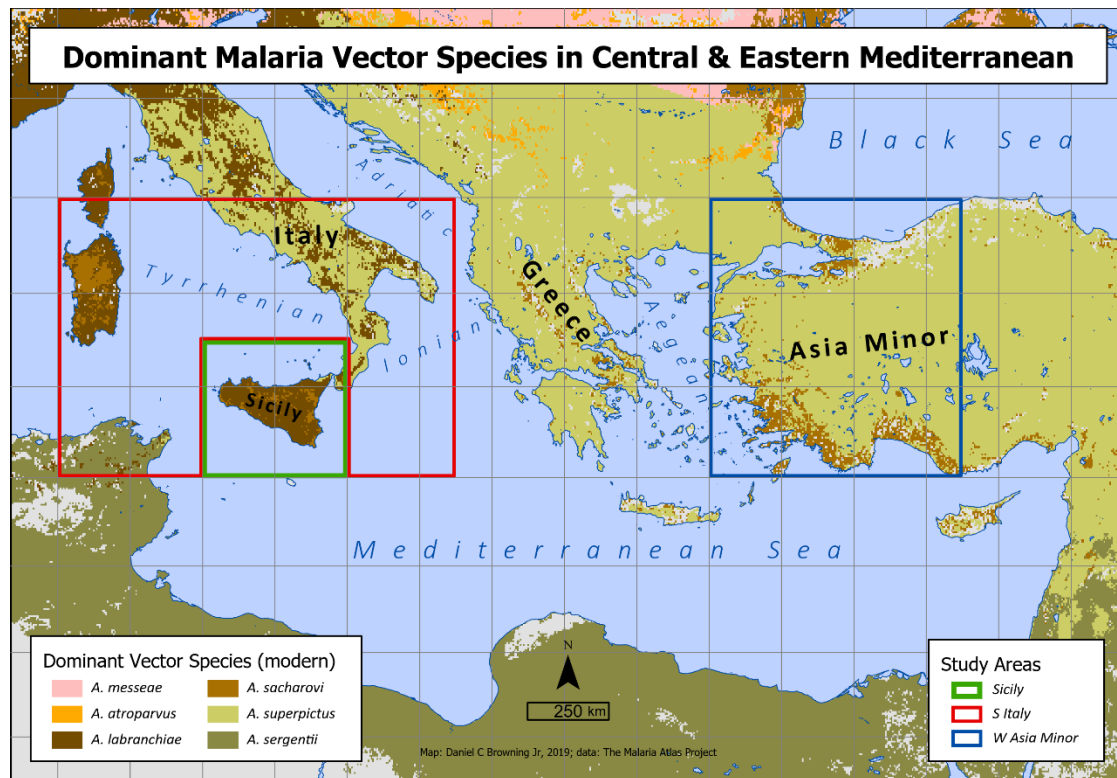 Dominant Malaria Vector Species in Central & Eastern Mediterranean
Black Sea
Adriatic
Italy
Tyrrhenian
Ionian
Greece
Aegean
Asia Minor
Sicily
Mediterranean Sea
Dominant Vector Species (modern)
A. messeae
A. sacharovi
A. atroparvus
A. superpictus
A. labranchiae
A. sergentii
N
250 km
Map: Daniel C Browning Jr, 2019; data: The Malaria Atlas Project
Study Areas
Sicily
S Italy
W Asia Minor